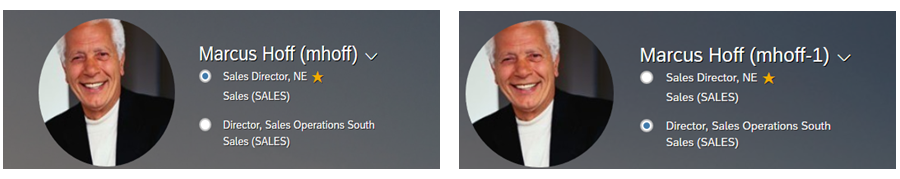 Marcus Hoff (mhoff)
Sales Director, NE
Sales (SALES)
Director, Sales Operations South
Sales (SALES)
Marcus Hoff (mhoff-1)
Sales Director, NE
Sales (SALES)
Director, Sales Operations South
Sales (SALES)